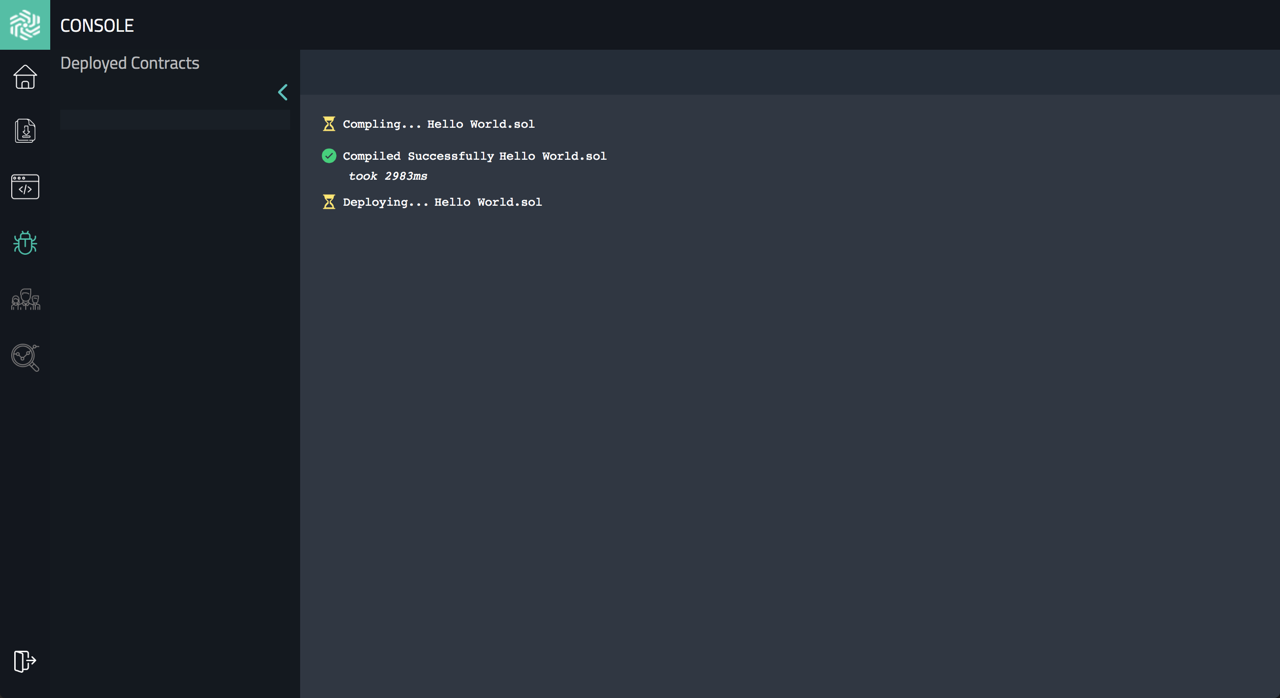 CONSOLE
Deployed Contracts
Compling... Hello World.sol
Compiled Successfully Hello World.sol
took 2983ms
Deploying... Hello World.sol